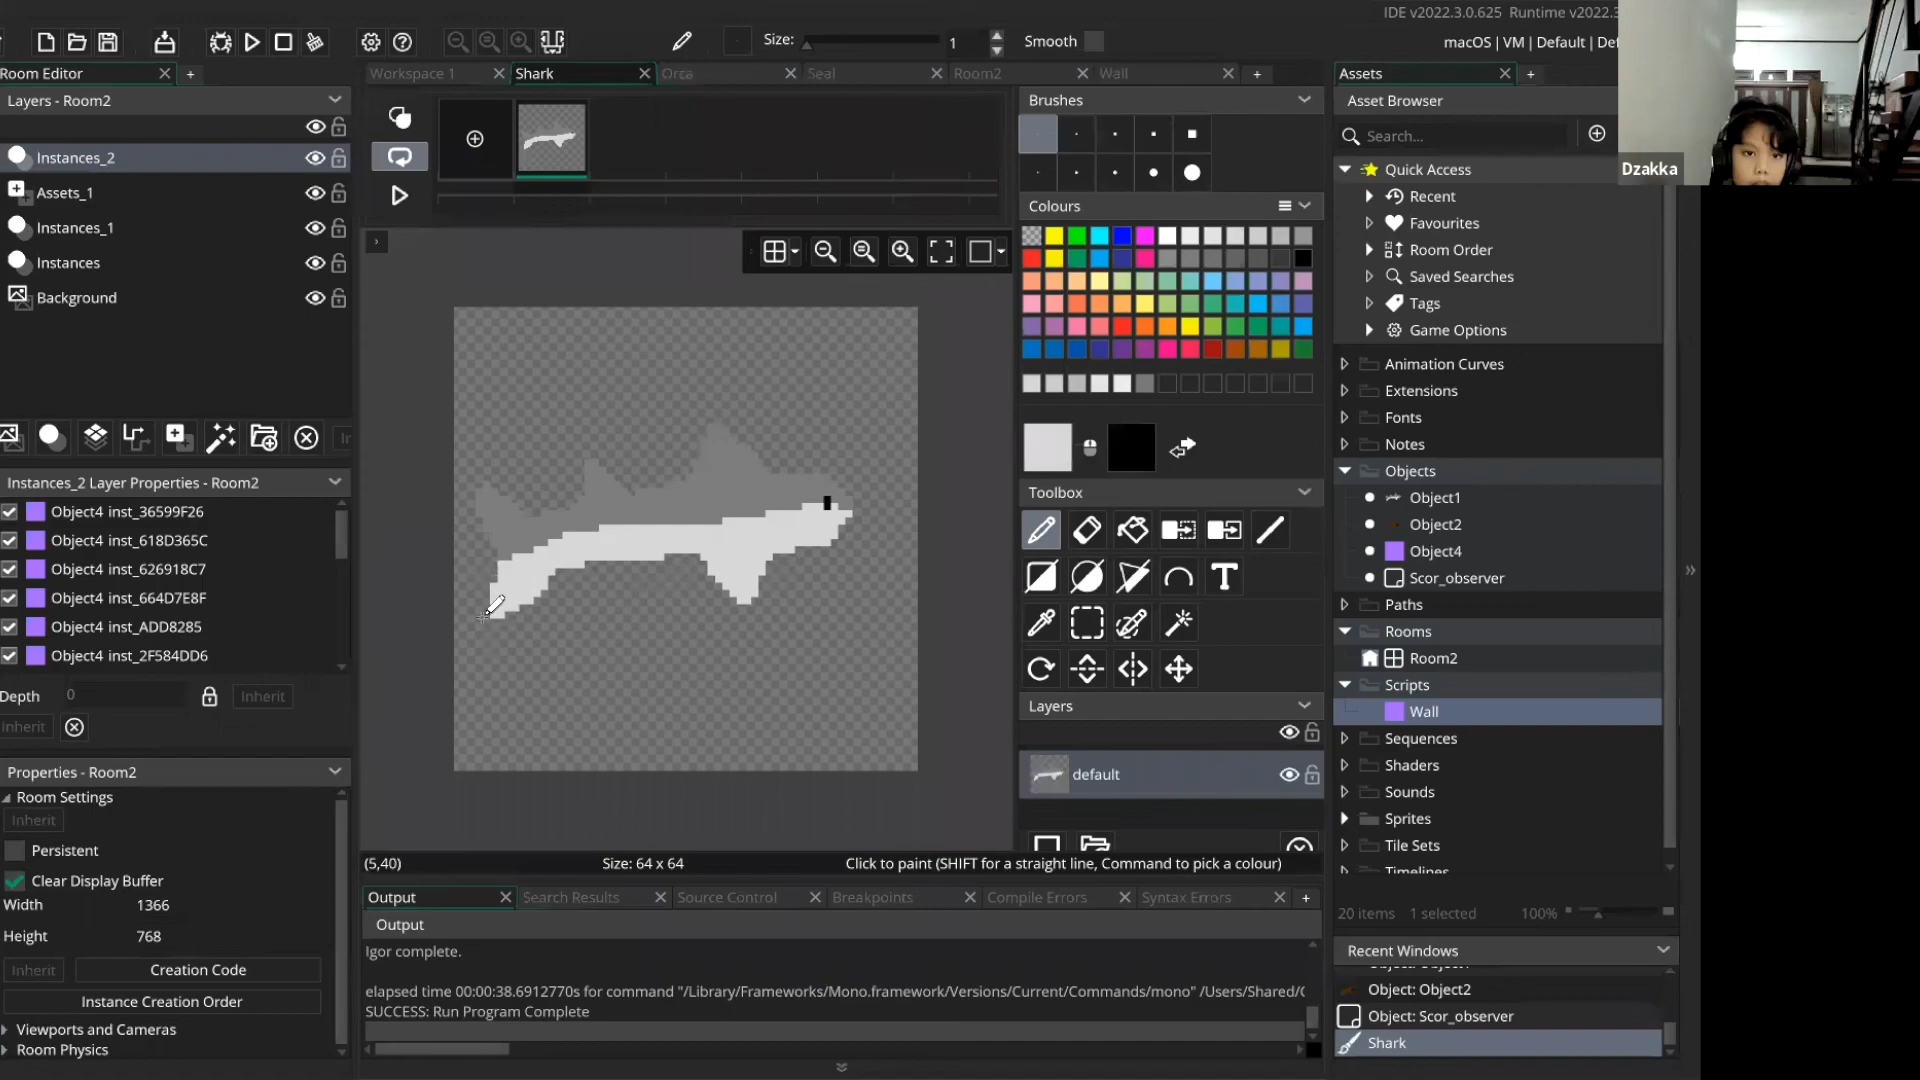 IDE v2022.3.0.625 Runtime v2022.3
Size:
1
Smooth
macOS | VM | Default | Def
Room Editor
Workspace 1
Shark
Orca
Seal
Room2
Wall
Assets
Layers - Room2
Brushes
Asset Browser
Search...
Instances_2
Assets_1
Instances_1
Instances
Background
Dzakka
Quick Access
Recent
Favourites
Room Order
Saved Searches
Tags
Game Options
Colours
Animation Curves
Extensions
Fonts
Notes
Objects
Object1
Object2
Object4
Scor_observer
Paths
Rooms
Room2
Scripts
Wall
Sequences
Shaders
Sounds
Sprites
Tile Sets
Timelines
Instances_2 Layer Properties - Room2
Object4 inst_36599F26
Object4 inst_618D365C
Object4 inst_626918C7
Object4 inst_664D7E8F
Object4 inst_ADD8285
Object4 inst_2F584DD6
Depth
0
Inherit
Inherit
Toolbox
T
Layers
default
Properties - Room2
Room Settings
Inherit
Persistent
Clear Display Buffer
Width
1366
Height
768
Inherit
Creation Code
Instance Creation Order
Viewports and Cameras
Room Physics
(5,40)
Size: 64 x 64
Click to paint (SHIFT for a straight line, Command to pick a colour)
Output
Search Results
Source Control
Breakpoints
Compile Errors
Syntax Errors
Output
Igor complete.
elapsed time 00:00:38.6912770s for command "/Library/Frameworks/Mono.framework/Versions/Current/Commands/mono" /Users/Shared/
SUCCESS: Run Program Complete
20 items
1 selected
100%
Recent Windows
Object: Object2
Object: Scor_observer
Shark